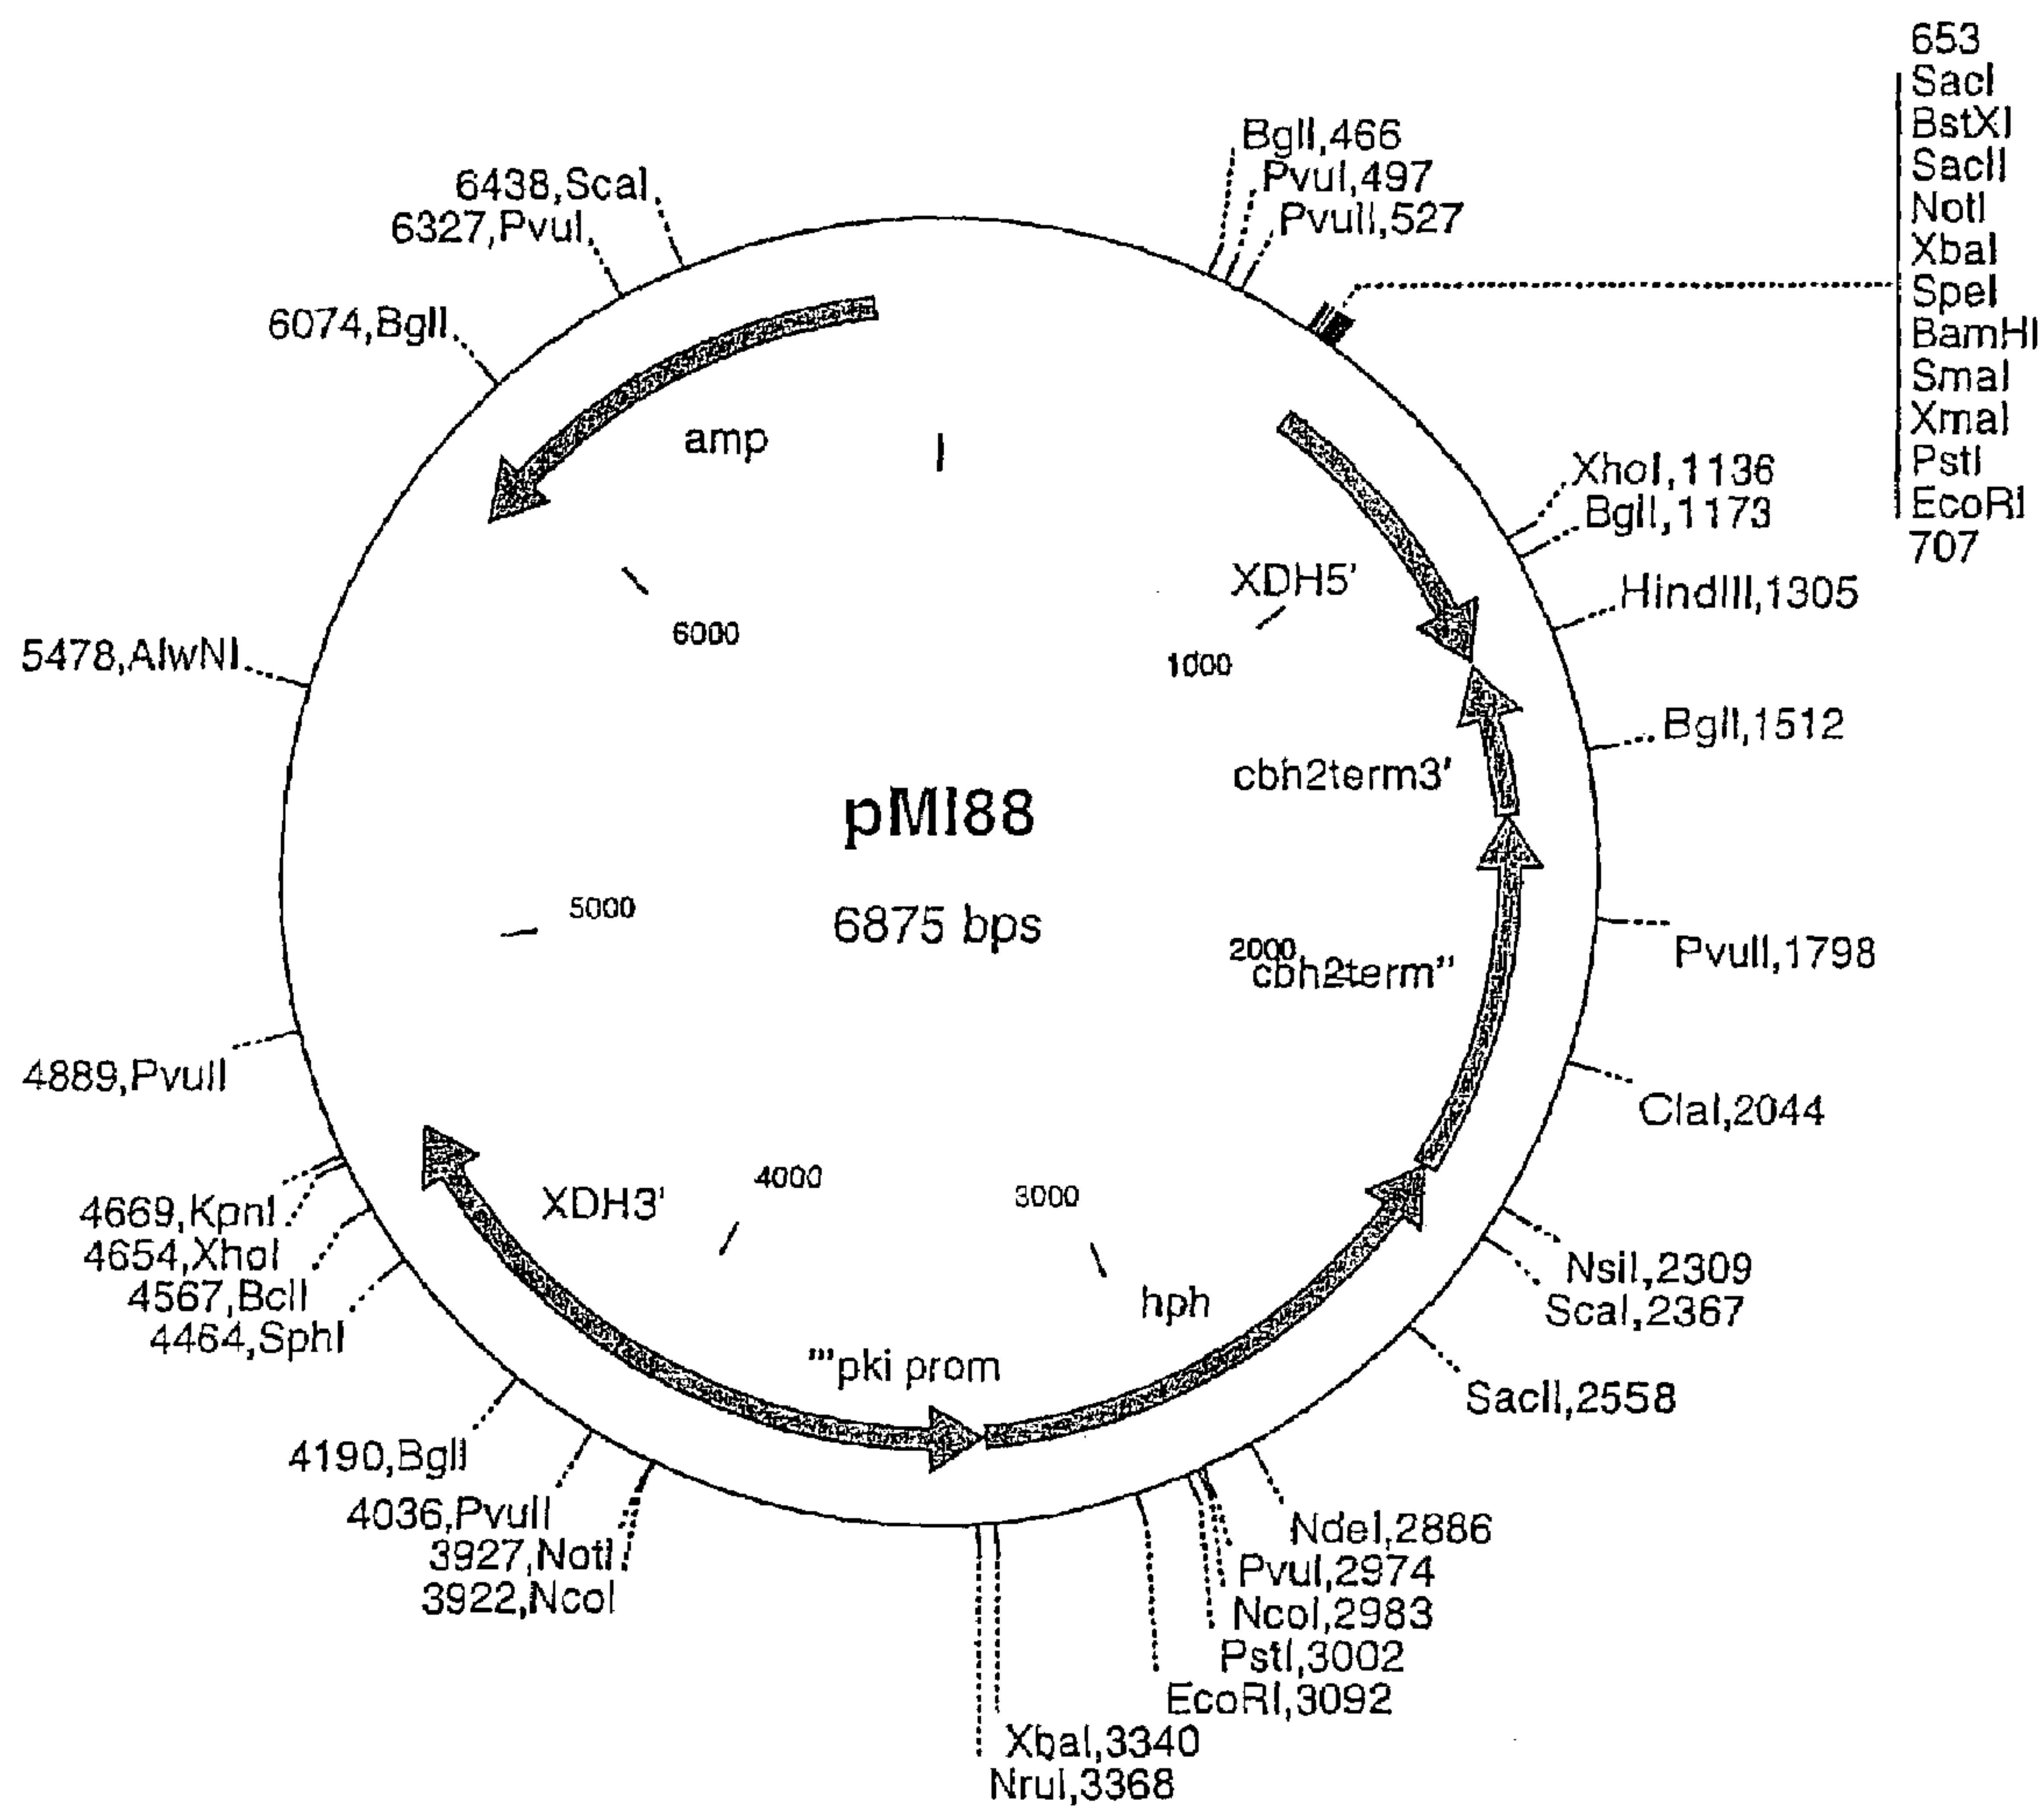 653
SacI
BstXI
SacII
NotI
XbaI
SpeI
BamHI
SmaI
XmaI
PstI
EcoRI
707
BglI,466
PvuI,497
PvuII,527
6438,ScaI
6327,PvuI
6074,BglI
amp
XhoI,1136
BglI,1173
HindIII,1305
XDH5'
6000
1000
5478,AlwNI
BglI,1512
cbh2term3'
pMI88
6875 bps
5000
2000
cbh2term"
PvuII,1798
4889,PvuII
ClaI,2044
4000
3000
XDH3'
4669,KpnI
4654,XhoI
4567,BclI
4464,SphI
NsiI,2309
ScaI,2367
hph
'''pki prom
SacII,2558
4190,BglI
4036,PvuII
3927,NotI
3922,NcoI
NdeI,2886
PvuI,2974
NcoI,2983
PstI,3002
EcoRI,3092
XbaI,3340
NruI,3368